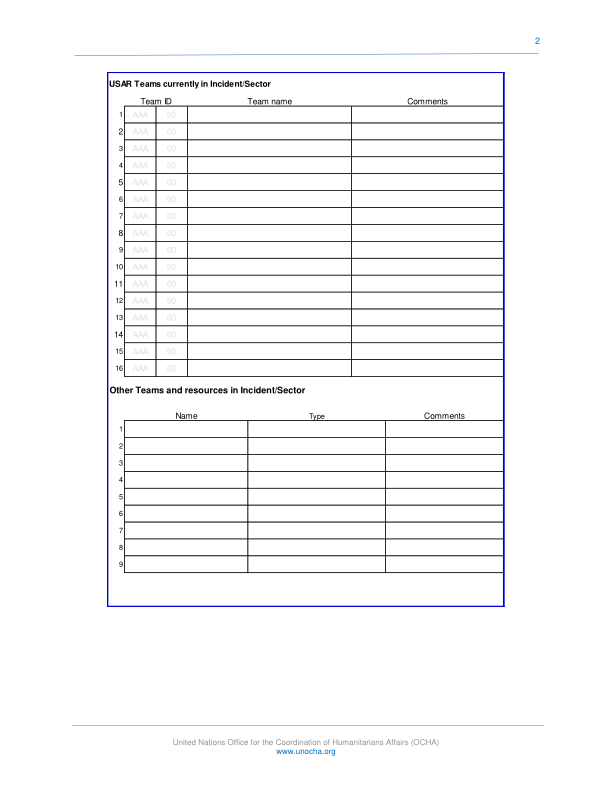 2
USAR Teams currently in Incident/Sector
Team ID Team name Comments
1 AAA 00
2 AAA 00
3 AAA 00
4 AAA 00
5 AAA 00
6 AAA 00
7 AAA 00
8 AAA 00
9 AAA 00
10 AAA 00
11 AAA 00
12 AAA 00
13 AAA 00
14 AAA 00
15 AAA 00
16 AAA 00
Other Teams and resources in Incident/Sector
Name Type Comments
1
2
3
4
5
6
7
8
9
United Nations Office for the Coordination of Humanitarians Affairs (OCHA)
www.unocha.org